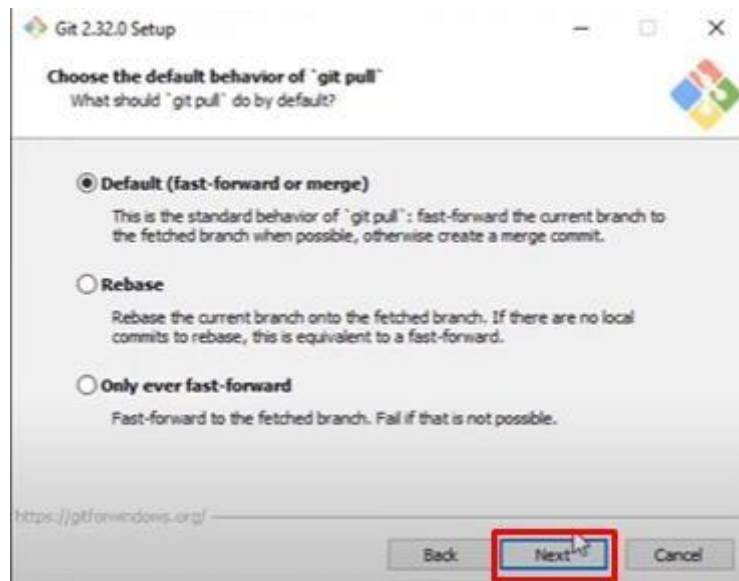 Git 2.32.0 Setup
Choose the default behavior of `git pull`
What should `git pull` do by default?
Default (fast-forward or merge)
This is the standard behavior of `git pull`: fast-forward the current branch to
the fetched branch when possible, otherwise create a merge commit.
Rebase
Rebase the current branch onto the fetched branch. If there are no local
commits to rebase, this is equivalent to a fast-forward.
Only ever fast-forward
Fast-forward to the fetched branch. Fail if that is not possible.
https://gitforwindows.org/
Back
Next
Cancel